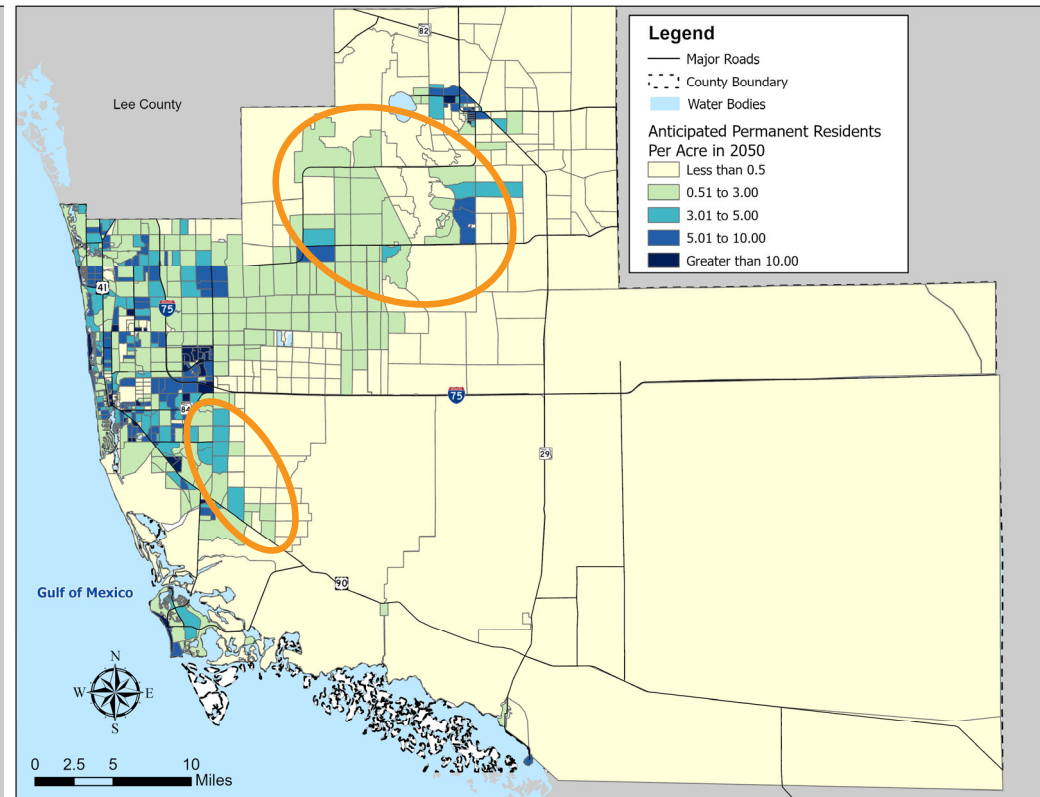 82
Lee County
Legend
Major Roads
County Boundary
Water Bodies
Anticipated Permanent Residents
Per Acre in 2050
Less than 0.5
0.51 to 3.00
3.01 to 5.00
5.01 to 10.00
Greater than 10.00
41
75
75
84
29
90
Gulf of Mexico
N
W E
S
0 2.5 5 10
Miles